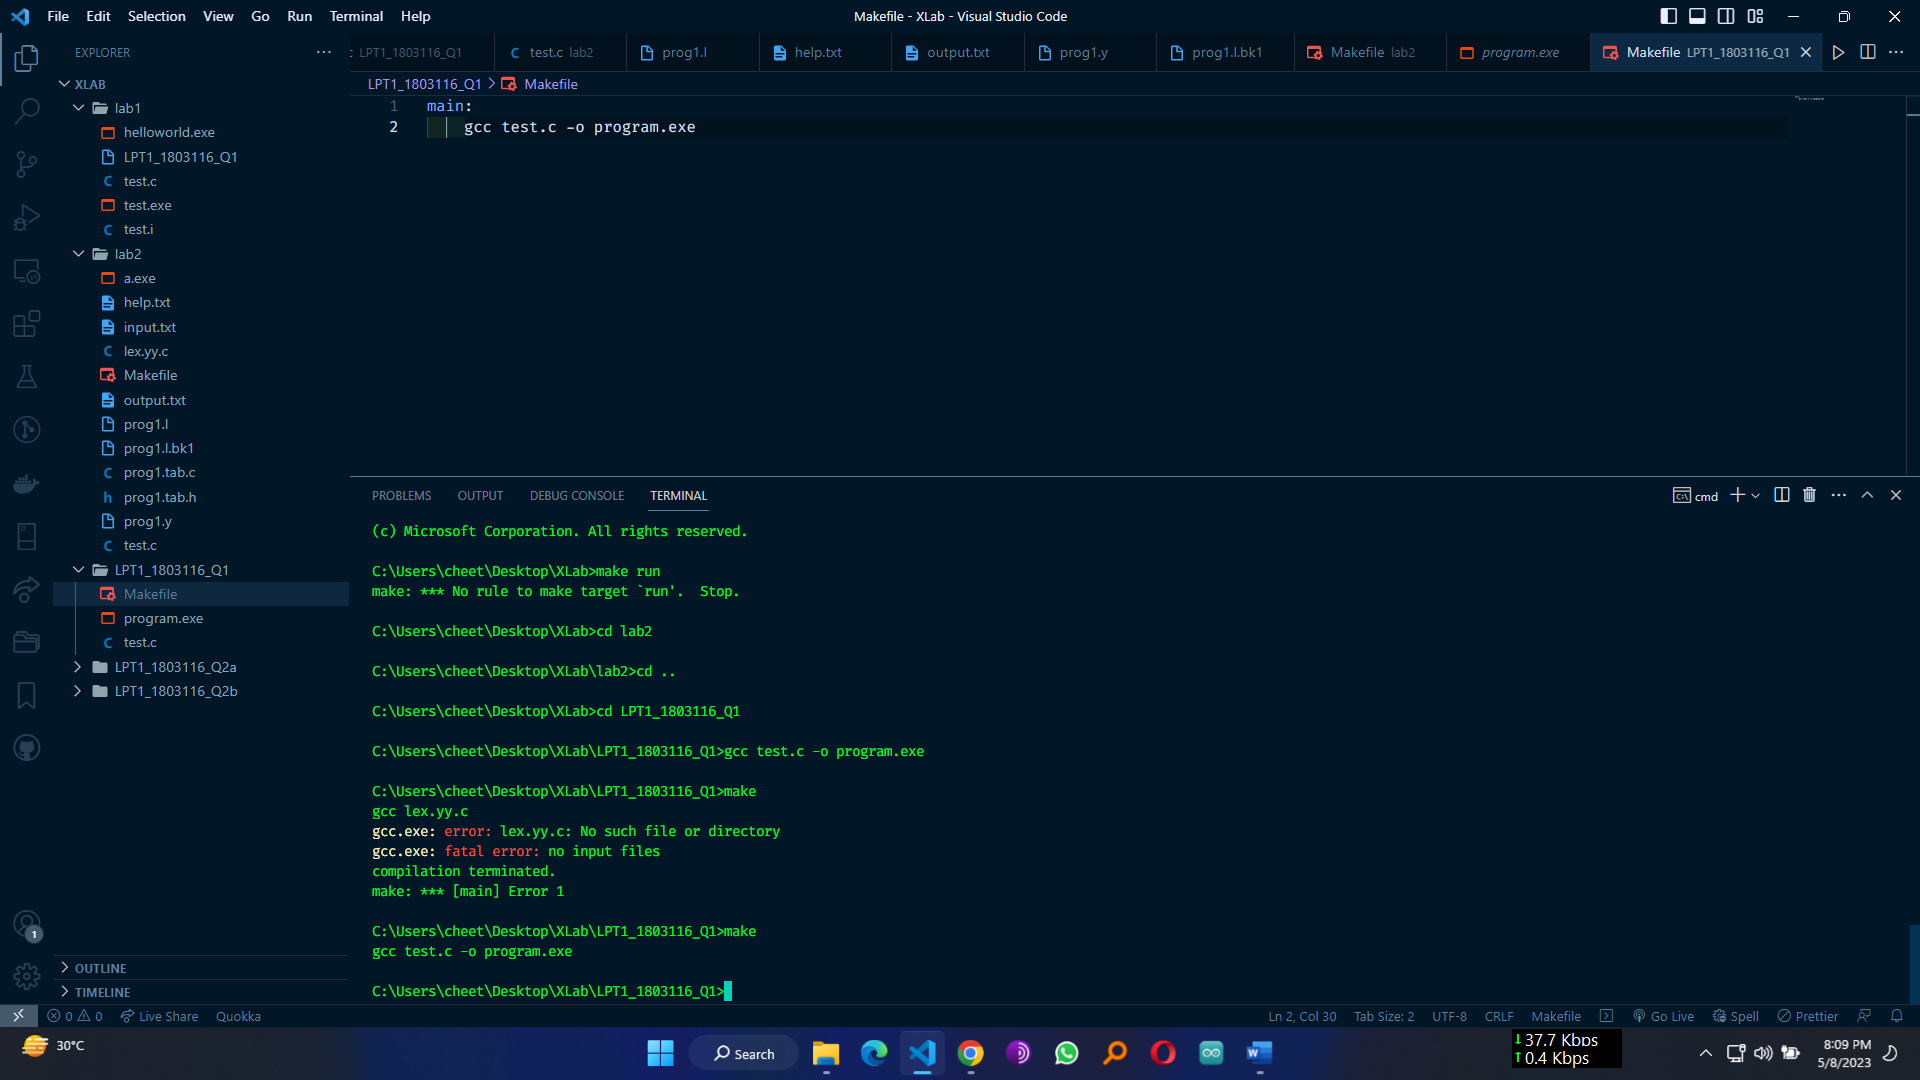 File Edit Selection View Go Run Terminal Help
Makefile - XLab - Visual Studio Code
EXPLORER
LPT1_1803116_Q1 test.c lab2 prog1.l help.txt output.txt prog1.y prog1.l.bk1 Makefile lab2 program.exe Makefile LPT1_1803116_Q1
XLAB
lab1
helloworld.exe
LPT1_1803116_Q1
test.c
test.exe
test.i
lab2
a.exe
help.txt
input.txt
lex.yy.c
Makefile
output.txt
prog1.l
prog1.l.bk1
prog1.tab.c
prog1.tab.h
prog1.y
test.c
LPT1_1803116_Q1
Makefile
program.exe
test.c
LPT1_1803116_Q2a
LPT1_1803116_Q2b
OUTLINE
TIMELINE
LPT1_1803116_Q1 > Makefile
1 main:
2 gcc test.c -o program.exe
PROBLEMS OUTPUT DEBUG CONSOLE TERMINAL
cmd
(c) Microsoft Corporation. All rights reserved.
C:\Users\cheet\Desktop\XLab>make run
make: *** No rule to make target `run'.  Stop.
C:\Users\cheet\Desktop\XLab>cd lab2
C:\Users\cheet\Desktop\XLab\lab2>cd ..
C:\Users\cheet\Desktop\XLab>cd LPT1_1803116_Q1
C:\Users\cheet\Desktop\XLab\LPT1_1803116_Q1>gcc test.c -o program.exe
C:\Users\cheet\Desktop\XLab\LPT1_1803116_Q1>make
gcc lex.yy.c
gcc.exe: error: lex.yy.c: No such file or directory
gcc.exe: fatal error: no input files
compilation terminated.
make: *** [main] Error 1
C:\Users\cheet\Desktop\XLab\LPT1_1803116_Q1>make
gcc test.c -o program.exe
C:\Users\cheet\Desktop\XLab\LPT1_1803116_Q1>
1
0 0 Live Share Quokka
Ln 2, Col 30 Tab Size: 2 UTF-8 CRLF Makefile Go Live Spell Prettier
30°C
Search
37.7 Kbps
0.4 Kbps
8:09 PM
5/8/2023